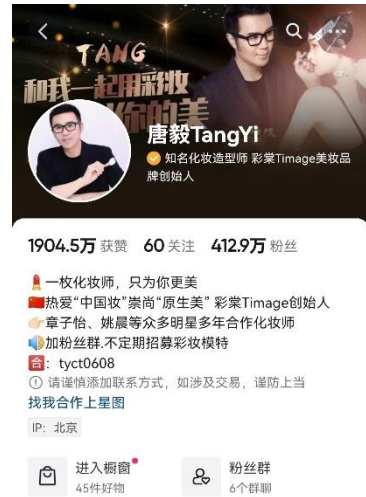 TANG
和我一起用彩妆
你的美
唐毅TangYi
知名化妆造型师 彩棠Timage美妆品
牌创始人
1904.5万 获赞 60 关注 412.9万 粉丝
一枚化妆师，只为你更美
热爱“中国妆”崇尚“原生美” 彩棠Timage创始人
章子怡、姚晨等众多明星多年合作化妆师
加粉丝群.不定期招募彩妆模特
合：tyct0608
请谨慎添加联系方式，如涉及交易，谨防上当
找我合作上星图
IP：北京
进入橱窗 粉丝群
45件好物 6个群聊